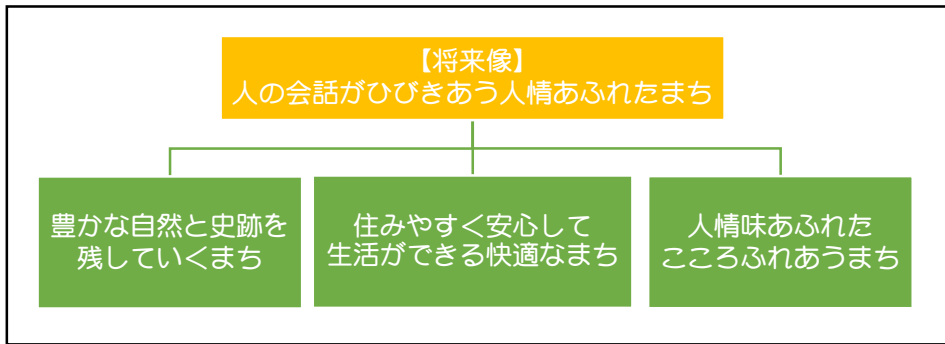 【将来像】
人の会話がひびきあう人情あふれたまち
豊かな自然と史跡を
残していくまち
住みやすく安心して
生活ができる快適なまち
人情味あふれた
こころふれあうまち